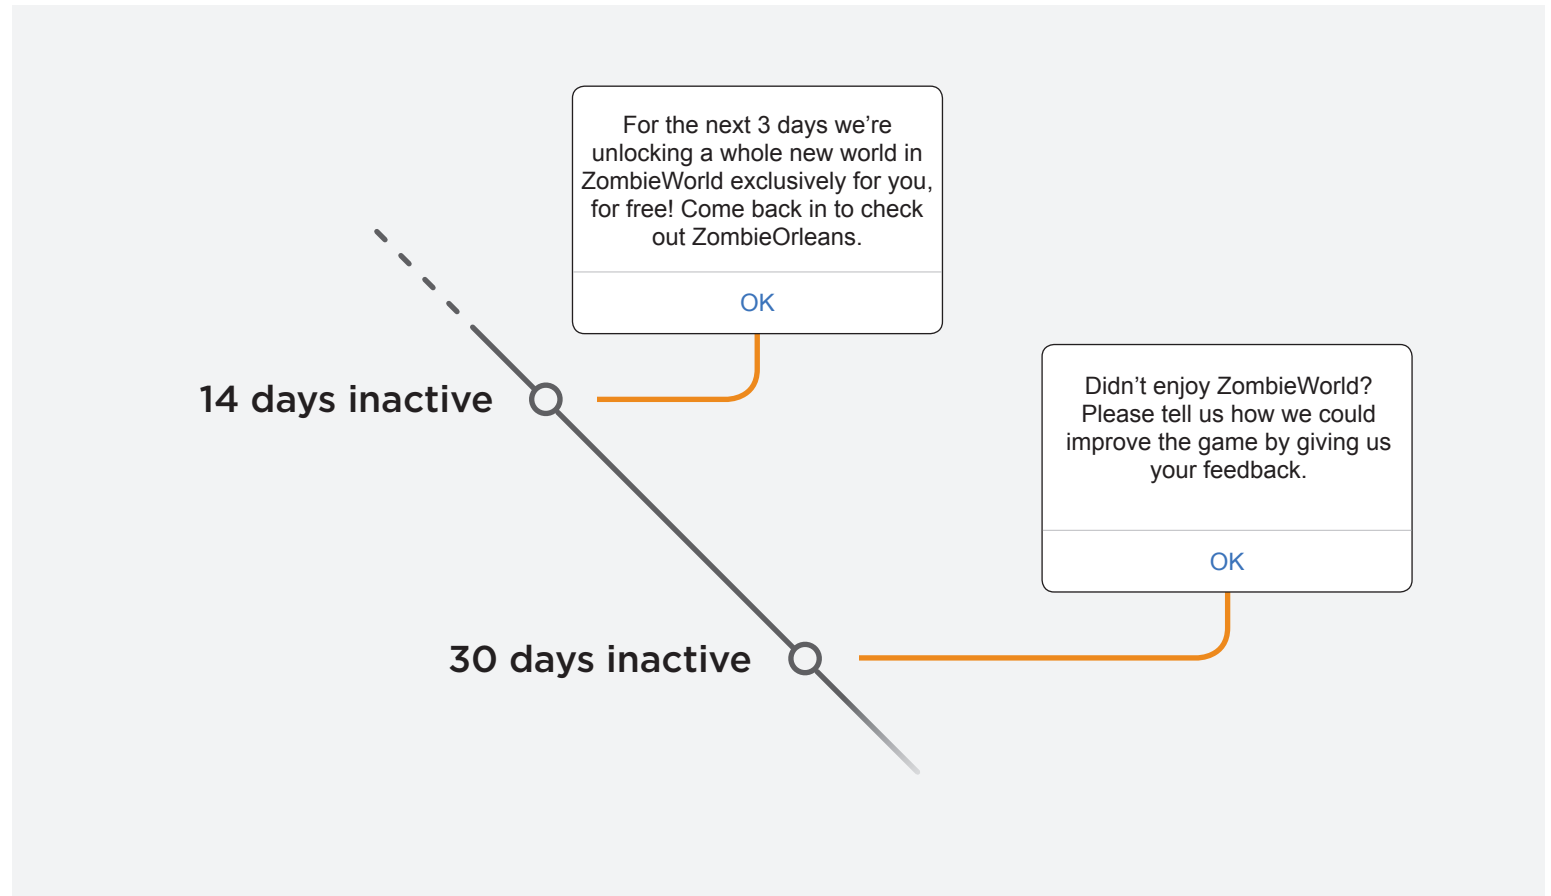 For the next 3 days we’re
unlocking a whole new world in
ZombieWorld exclusively for you,
for free! Come back in to check
out ZombieOrleans.
OK
14 days inactive
Didn’t enjoy ZombieWorld?
Please tell us how we could
improve the game by giving us
your feedback.
OK
30 days inactive